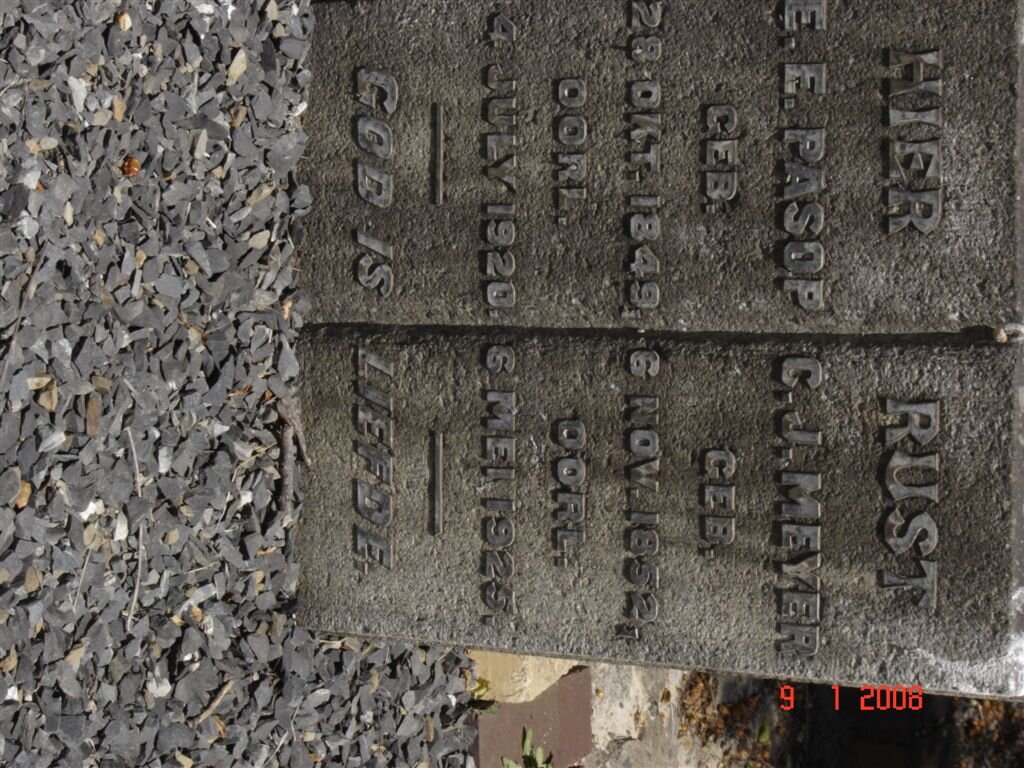 HIER
E. E. PASOP
GEB.
28 OKT. 1849.
OORL.
4 JULY 1920
GOD IS
RUST
C. J. MEYER
GEB.
6 NOV. 1852.
OORL.
6 MEI 1925.
LIEFDE.
9 1 2008